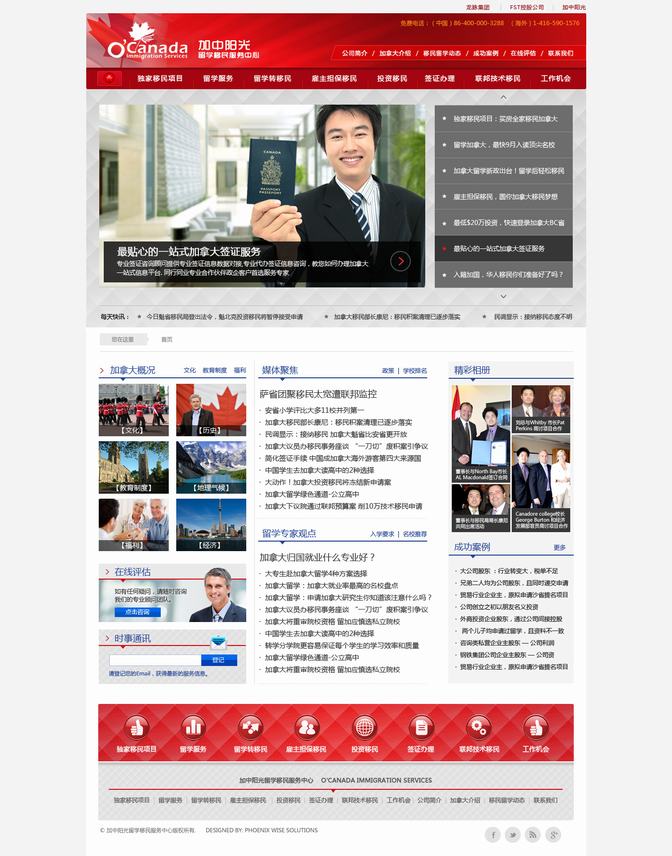 龙脉集团 FST控股公司 加中阳光
免费电话：（中国）86-400-000-3288 （海外）1-416-590-1576
O'Canada
Immigration Services
加中阳光
留学移民服务中心
公司简介 / 加拿大介绍 / 移民留学动态 / 成功案例 / 在线评估 / 联系我们
独家移民项目 留学服务 留学转移民 雇主担保移民 投资移民 签证办理 联邦技术移民 工作机会
CANADA
PASSPORT
PASSEPORT
最贴心的一站式加拿大签证服务
专业签证咨询顾问提供专业签证信息数据对接,专业代办签证信息咨询，教您如何办理加拿大
一站式信息平台. 同行同业专业合作伙伴政企客户首选服务专家
独家移民项目：买房全家移民加拿大
留学加拿大，最快9月入读顶尖名校
加拿大留学新政出台！留学后轻松移民
雇主担保移民，圆你加拿大移民梦想
最低$20万投资，快速登录加拿大BC省
最贴心的一站式加拿大签证服务
入籍加国，华人移民你们准备好了吗？
每天快讯： ★ 今日魁省移民局登出法令，魁北克投资移民将暂停接受申请 ★ 加拿大移民部长康尼：移民积案清理已逐步落实 ★ 民调显示：接纳移民态度不明
您在这里 首页
加拿大概况 文化 教育制度 福利
【文化】 【历史】
【教育制度】 【地理气候】
【福利】 【经济】
在线评估
如有任何疑问，请随时咨询
我们的专业顾问团队。
点击咨询
时事通讯
登记
请登记您的Email，获得最新的服务信息。
媒体聚焦 政策 | 学校排名
萨省团聚移民太宽遭联邦监控
· 安省小学评比大多11校并列第一
· 加拿大移民部长康尼：移民积案清理已逐步落实
· 民调显示：接纳移民 加拿大魁省比安省更开放
· 加拿大议员办移民事务座谈 “一刀切”废积案引争议
· 简化签证手续 中国成加拿大海外游客第四大来源国
· 中国学生去加拿大读高中的2种选择
· 大动作！加拿大投资移民将冻结新申请案
· 加拿大留学绿色通道-公立高中
· 加拿大下议院通过联邦预算案 削10万技术移民申请
留学专家观点 入学要求 | 名校推荐
加拿大归国就业什么专业好？
· 大专生赴加拿大留学4种方案选择
· 加拿大留学：加拿大就业率最高的名校盘点
· 加拿大留学：申请加拿大研究生你知道该注意什么吗？
· 加拿大议员办移民事务座谈 “一刀切”废积案引争议
· 加拿大将重审院校资格 留加应慎选私立院校
· 中国学生去加拿大读高中的2种选择
· 转学分学院更容易保证每个学生的学习效率和质量
· 加拿大留学绿色通道-公立高中
· 加拿大将重审院校资格 留加应慎选私立院校
精彩相册
董事长与North Bay市长
AL Macdonald签订合同
刘总与Whitby 市长Pat
Perkins 商讨项目合作
董事长与移民局局长康尼
共同出席活动
Canadore college校长
George Burton 和经济
发展部官员商讨项目合作
成功案例 更多
· 大公司股东 ：行业转变大，税单不足
· 兄弟二人均为公司股东，且同时递交申请
· 贸易行业企业主，原拟申请沙省提名项目
· 公司创立之初以朋友名义投资
· 外商投资企业股东，通过公司间接控股
· 两个儿子均申请过留学，且资料不一致
· 咨询类私营企业主股东 — 公司利润
· 钢铁集团公司企业主股东 — 公司资
· 贸易行业企业主，原拟申请沙省提名项目
独家移民项目 留学服务 留学转移民 雇主担保移民 投资移民 签证办理 联邦技术移民 工作机会
加中阳光留学移民服务中心 O'CANADA IMMIGRATION SERVICES
独家移民项目 | 留学服务 | 留学转移民 | 雇主担保移民 | 投资移民 | 签证办理 | 联邦技术移民 | 工作机会 | 公司简介 | 加拿大介绍 | 移民留学动态 | 联系我们
© 加中阳光留学移民服务中心版权所有. DESIGNED BY: PHOENIX WISE SOLUTIONS